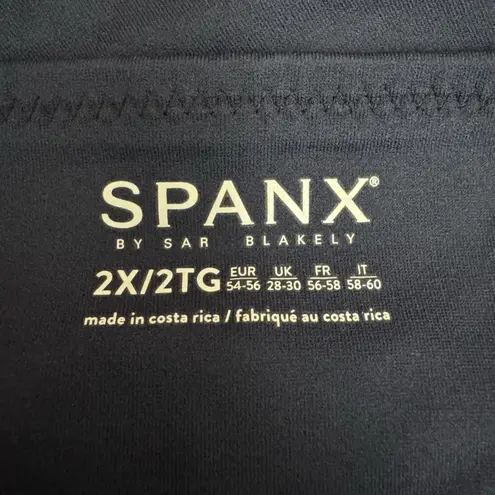 SPANX®
BY SAR BLAKELY
2X/2TG EUR 54-56 UK 28-30 FR 56-58 IT 58-60
made in costa rica / fabriqué au costa rica